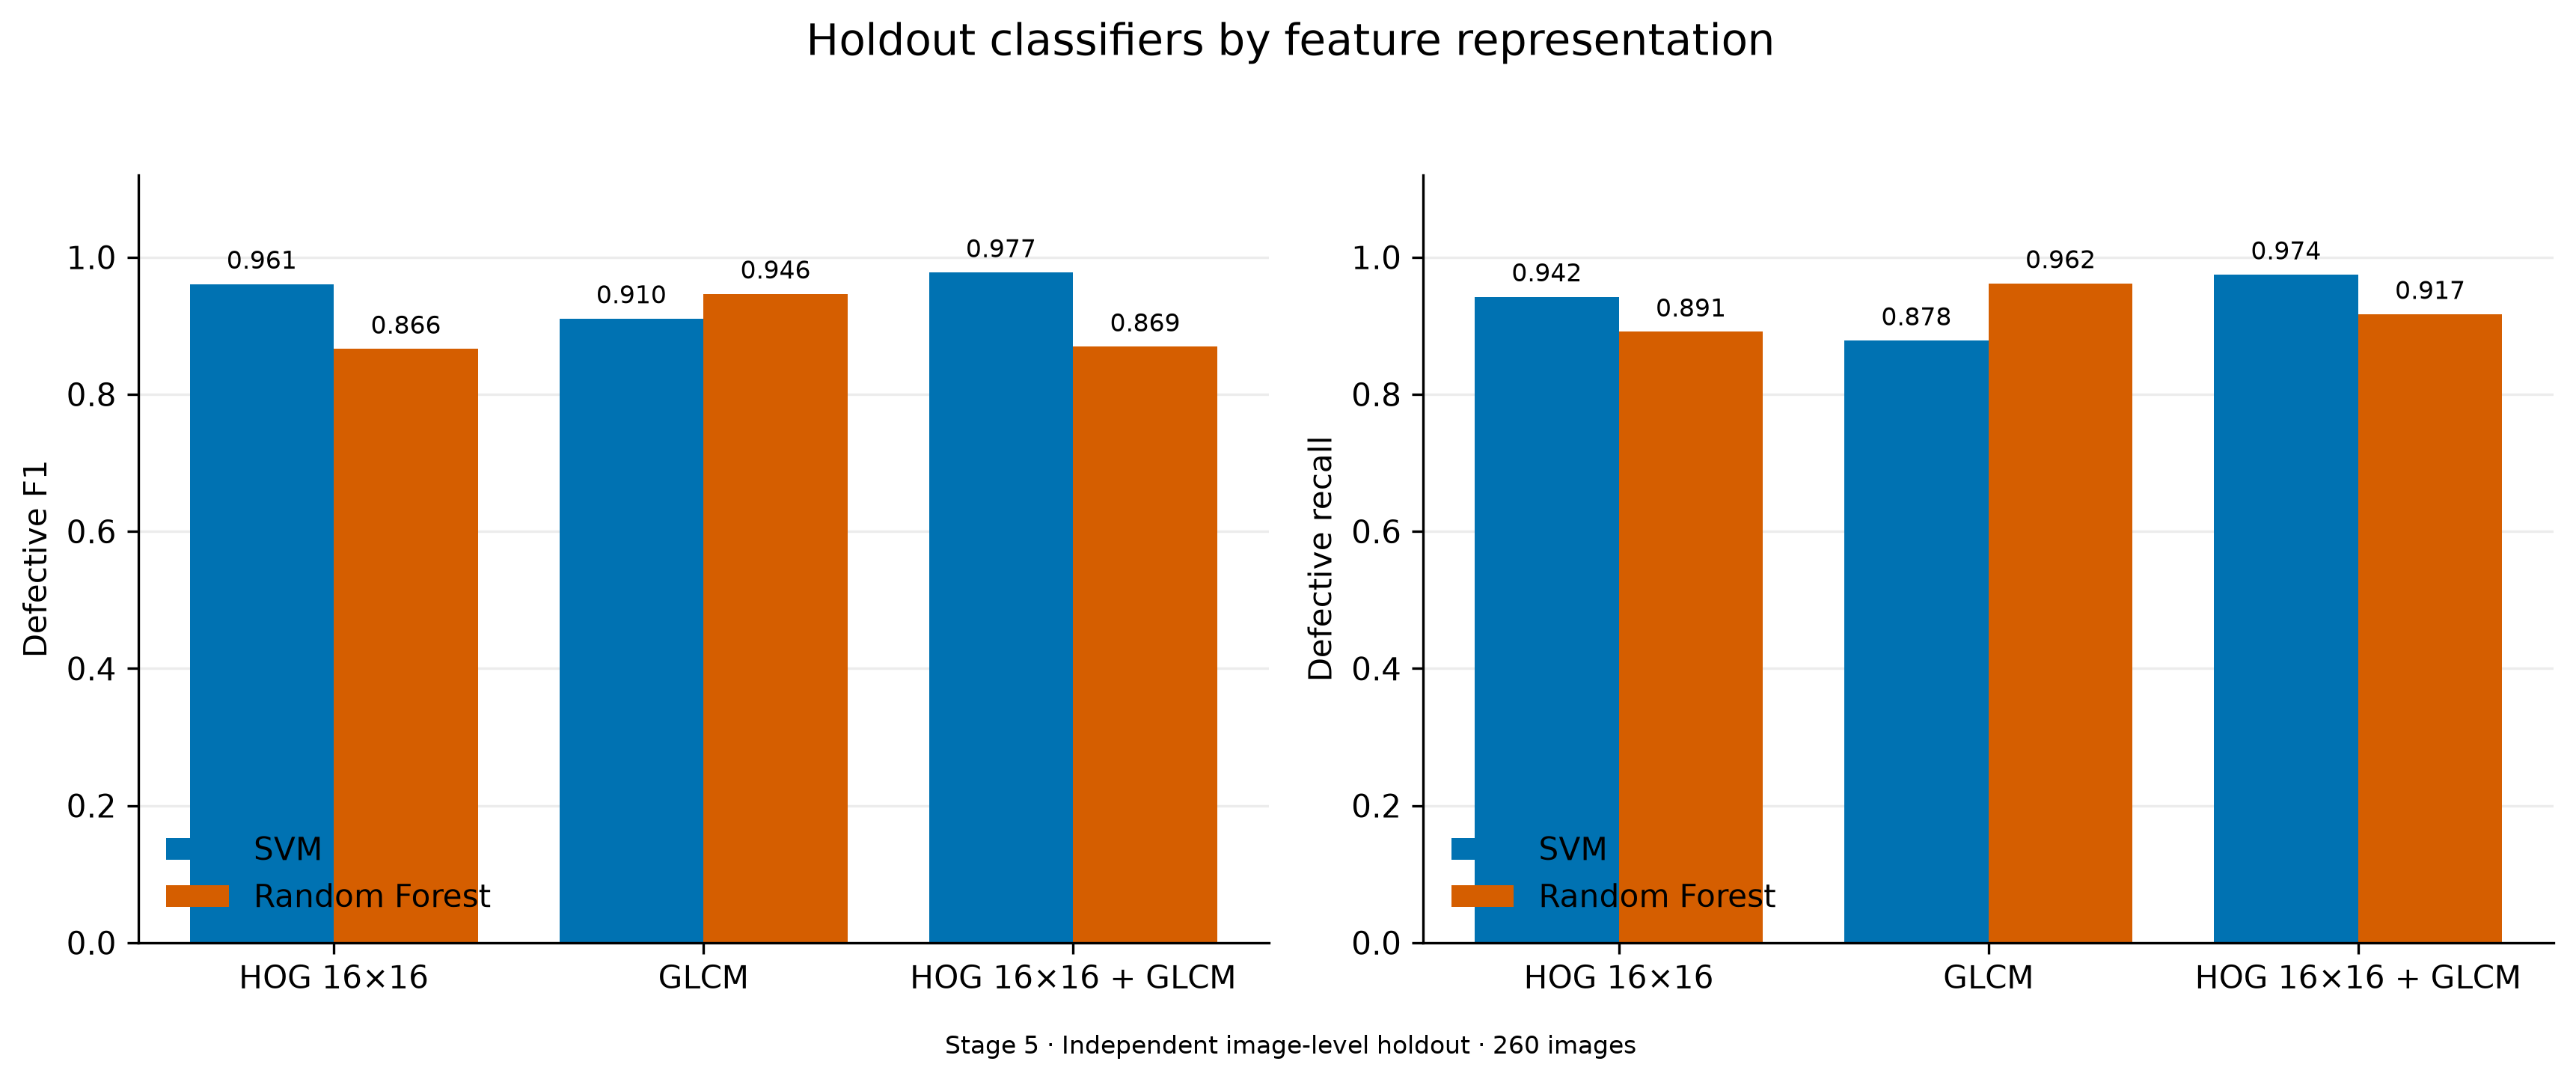 Holdout classifiers by feature representation
Defective F1
1.0
0.8
0.6
0.4
0.2
0.0
0.961
0.866
0.910
0.946
0.977
0.869
SVM
Random Forest
HOG 16×16
GLCM
HOG 16×16 + GLCM
Defective recall
1.0
0.8
0.6
0.4
0.2
0.0
0.942
0.891
0.878
0.962
0.974
0.917
SVM
Random Forest
HOG 16×16
GLCM
HOG 16×16 + GLCM
Stage 5 · Independent image-level holdout · 260 images